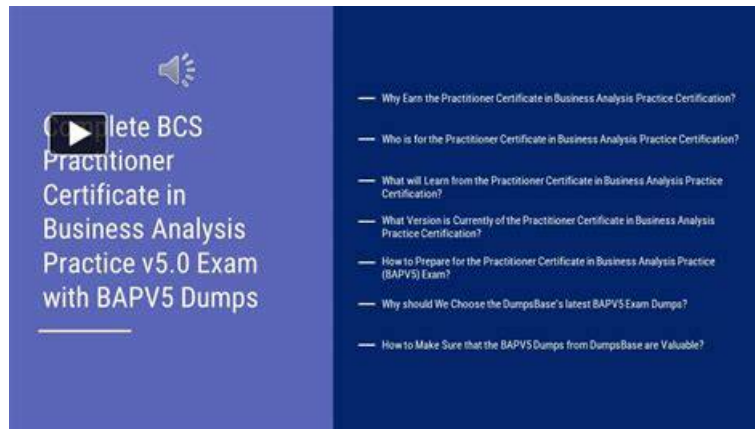 Complete BCS
Practitioner
Certificate in
Business Analysis
Practice v5.0 Exam
with BAPV5 Dumps
Why Earn the Practitioner Certificate in Business Analysis Practice Certification?
Who is for the Practitioner Certificate in Business Analysis Practice Certification?
What will Learn from the Practitioner Certificate in Business Analysis Practice
Certification?
What Version is Currently of the Practitioner Certificate in Business Analysis
Practice Certification?
How to Prepare for the Practitioner Certificate in Business Analysis Practice
(BAPV5) Exam?
Why should We Choose the DumpsBase's latest BAPV5 Exam Dumps?
How to Make Sure that the BAPV5 Dumps from DumpsBase are Valuable?